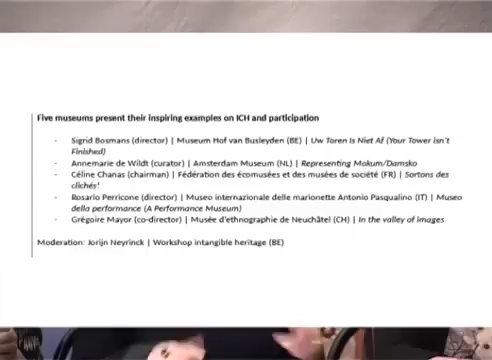 Five museums present their inspiring examples on ICH and participation
- Sigrid Bosmans (director) | Museum Hof van Busleyden (BE) | Uw Toren Is Niet Af (Your Tower isn't
Finished)
- Annemarie de Wildt (curator) | Amsterdam Museum (NL) | Representing Mokum/Damsko
- Céline Chanas (chairman) | Fédération des écomusées et des musées de société (FR) | Sortons des
clichés!
- Rosario Perricone (director) | Museo internazionale delle marionette Antonio Pasqualino (IT) | Museo
della performance (A Performance Museum)
- Grégoire Mayor (co-director) | Musée d'ethnographie de Neuchâtel (CH) | In the valley of images
Moderation: Jorijn Neyrinck | Workshop intangible heritage (BE)